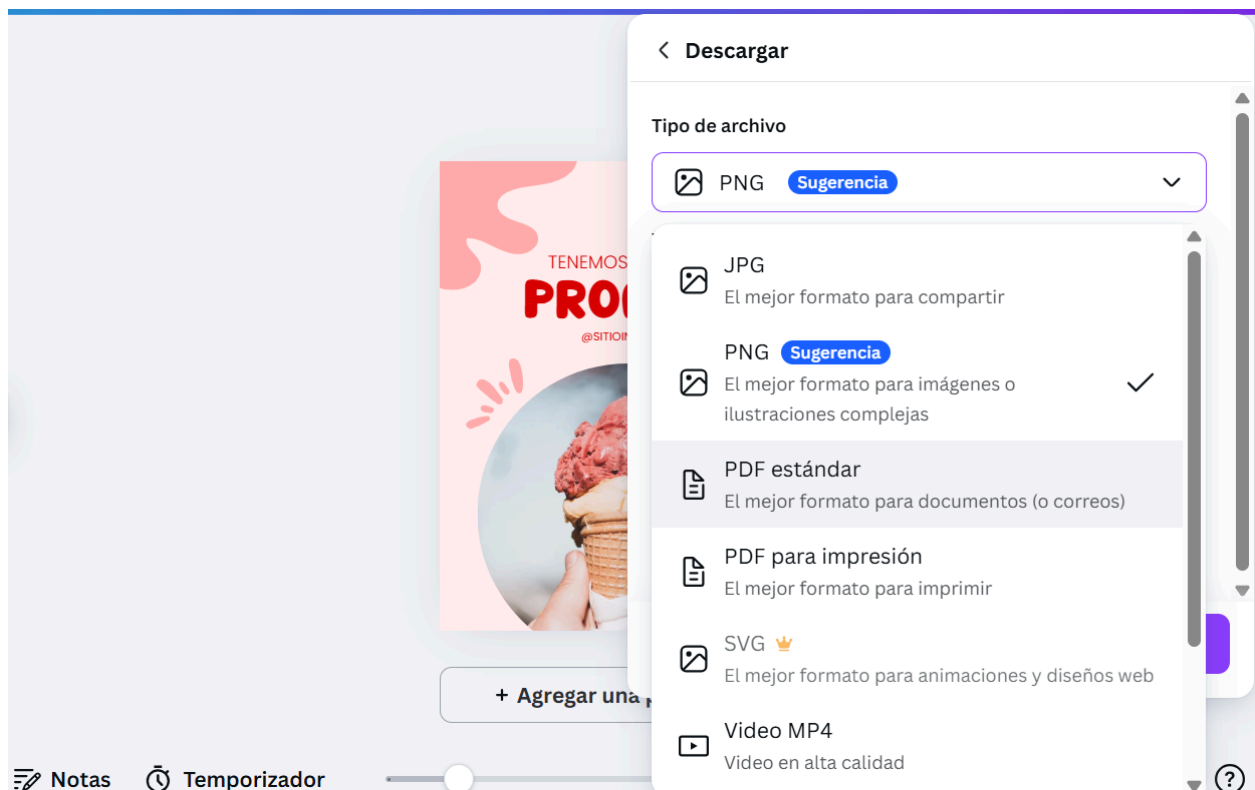 Descargar
Tipo de archivo
PNG Sugerencia
JPG
El mejor formato para compartir
PNG Sugerencia
El mejor formato para imágenes o
ilustraciones complejas
PDF estándar
El mejor formato para documentos (o correos)
PDF para impresión
El mejor formato para imprimir
SVG
El mejor formato para animaciones y diseños web
Video MP4
Video en alta calidad
TENEMOS
+ Agregar una
Notas
Temporizador
?